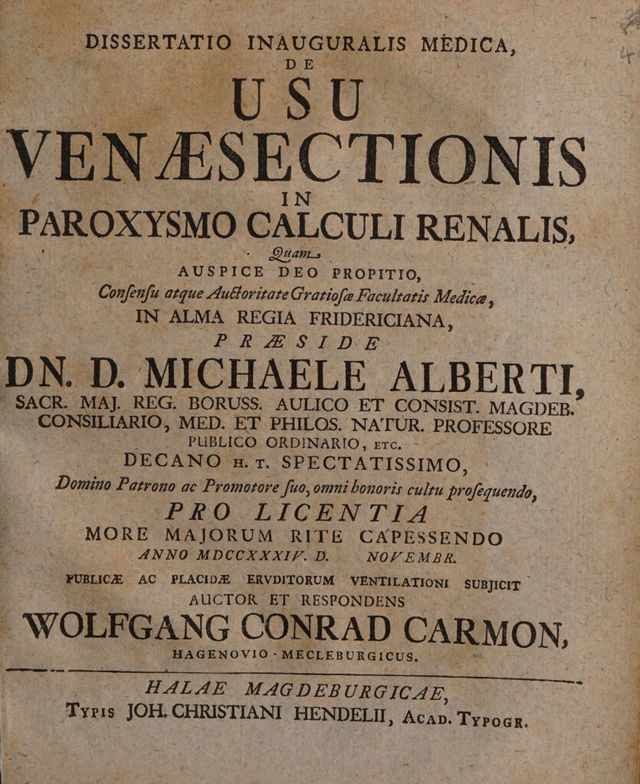 DISSERTATIO INAUGURALIS MEDICA,
DE
USU
VENÆSECTIONIS
IN
PAROXYSMO CALCULI RENALIS,
Quam
AUSPICE DEO PROPITIO,
Conſenſu atque Auctoritate Gratioſæ Facultatis Medicæ,
IN ALMA REGIA FRIDERICIANA,
PRÆSIDE
DN. D. MICHAELE ALBERTI,
SACR. MAJ. REG. BORUSS. AULICO ET CONSIST. MAGDEB.
CONSILIARIO, MED. ET PHILOS. NATUR. PROFESSORE
PUBLICO ORDINARIO, ETC.
DECANO H. T. SPECTATISSIMO,
Domino Patrono ac Promotore ſuo, omni honoris cultu proſequendo,
PRO LICENTIA
MORE MAJORUM RITE CAPESSENDO
ANNO MDCCXXXIV. D. NOVEMBR.
PUBLICÆ AC PLACIDÆ ERVDITORUM VENTILATIONI SUBJICIT
AUCTOR ET RESPONDENS
WOLFGANG CONRAD CARMON,
HAGENOVIO-MECLEBURGICUS.
HALAE MAGDEBURGICAE,
TYPIS JOH. CHRISTIANI HENDELII, ACAD. TYPOGR.